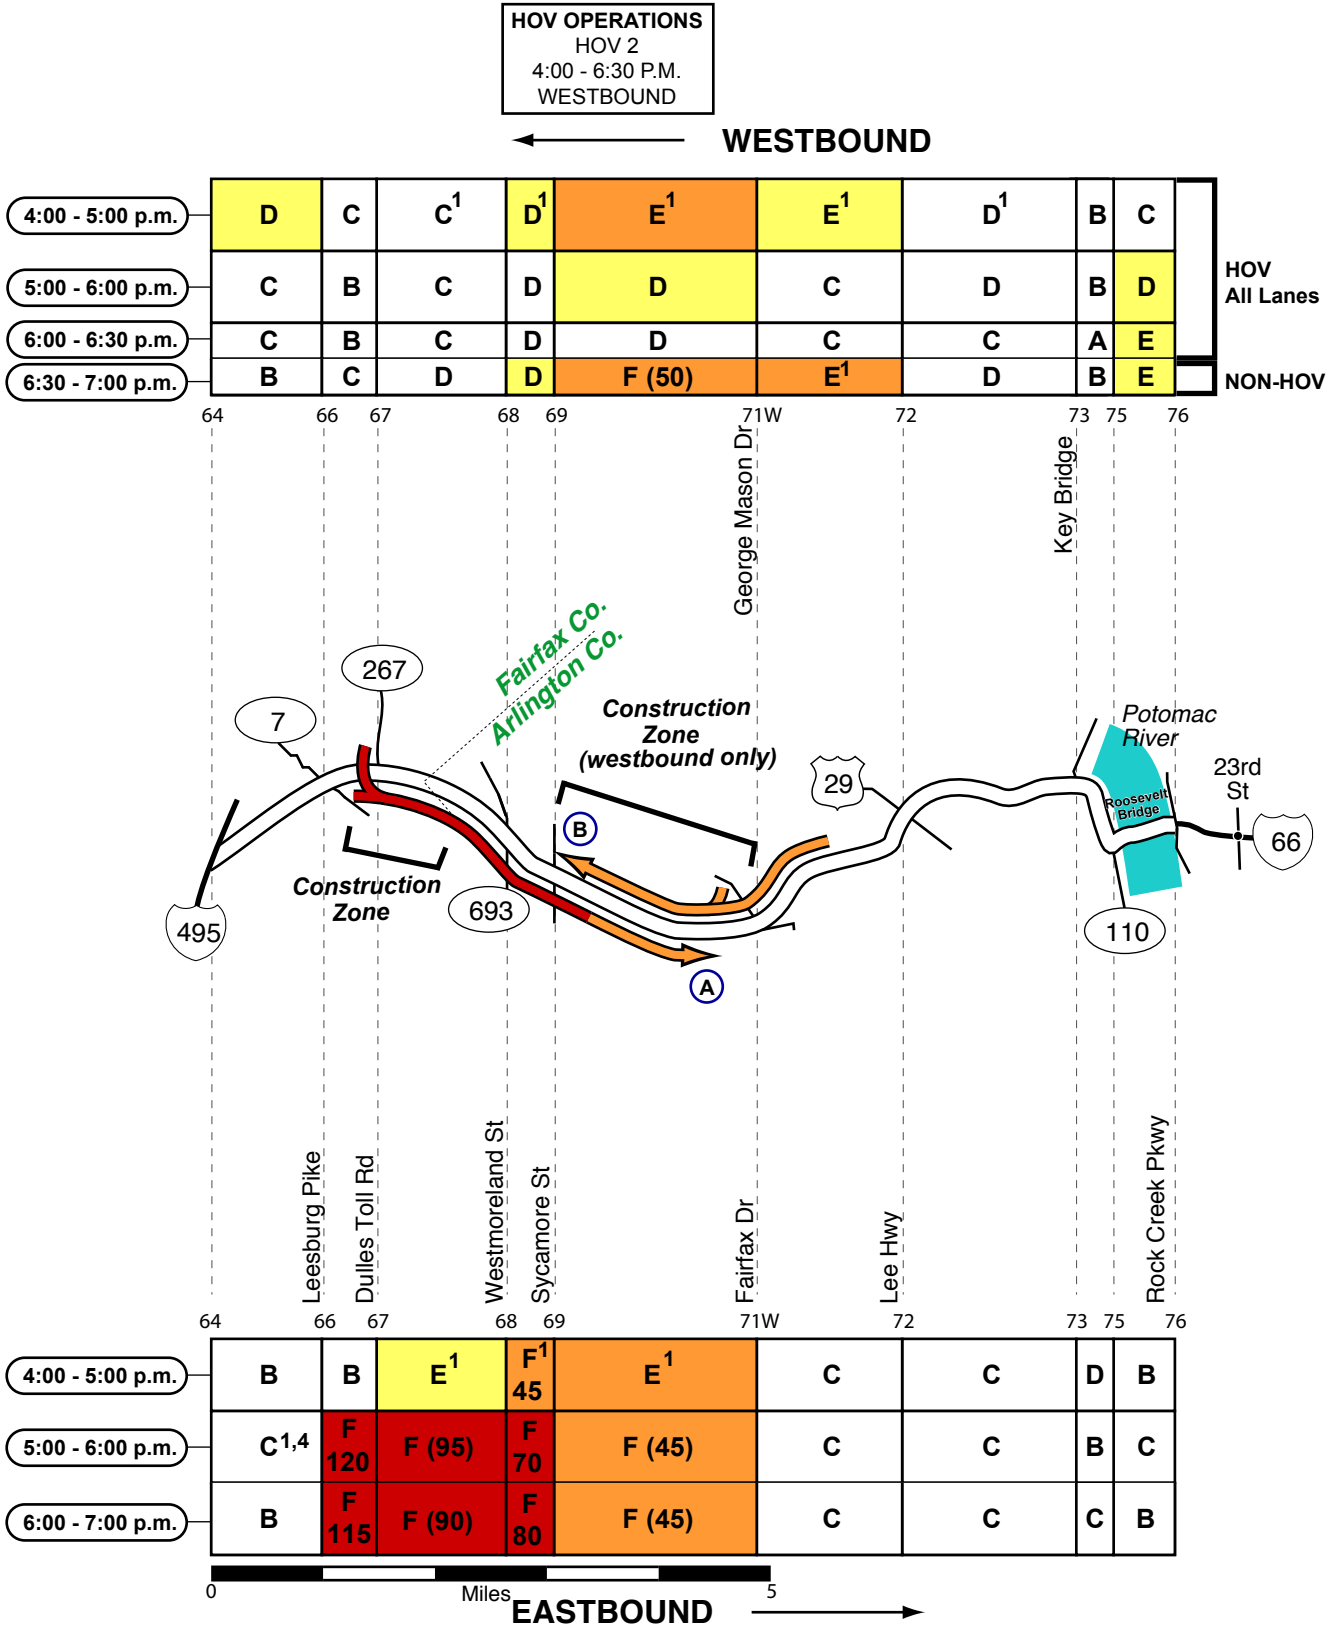 HOV OPERATIONS
HOV 2
4:00 - 6:30 P.M.
WESTBOUND
WESTBOUND
4:00 - 5:00 p.m. D C C1 D1 E1 E1 D1 B C
5:00 - 6:00 p.m. C B C D D C D B D
6:00 - 6:30 p.m. C B C D D C C A E
6:30 - 7:00 p.m. B C D D F (50) E1 D B E
HOV
All Lanes
NON-HOV
64 66 67 68 69 71W 72 73 75 76
George Mason Dr
Key Bridge
Fairfax Co.
Arlington Co.
267
7
Construction
Zone
(westbound only)
Potomac
River
23rd
St
29
Roosevelt
Bridge
66
B
Construction
Zone
693
495
110
A
Leesburg Pike
Dulles Toll Rd
Westmoreland St
Sycamore St
Fairfax Dr
Lee Hwy
Rock Creek Pkwy
64 66 67 68 69 71W 72 73 75 76
4:00 - 5:00 p.m. B B E1 F1 45 E1 C C D B
5:00 - 6:00 p.m. C1,4 F 120 F (95) F 70 F (45) C C B C
6:00 - 7:00 p.m. B F 115 F (90) F 80 F (45) C C C B
0 Miles 5
EASTBOUND